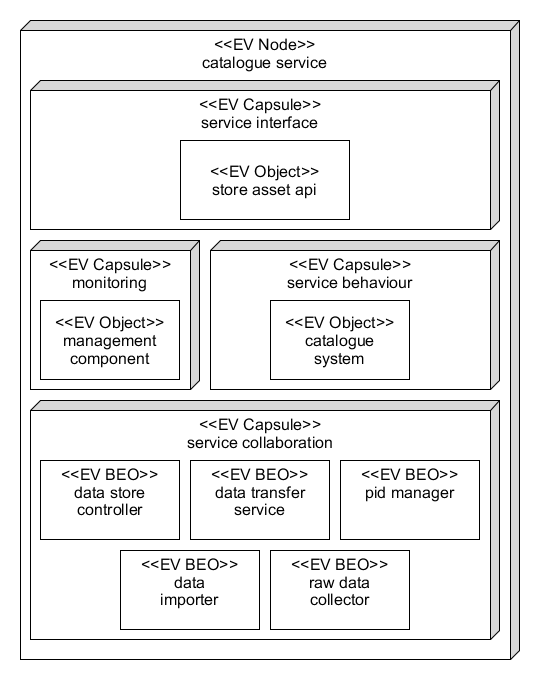 <<EV Node>>
catalogue service
<<EV Capsule>>
service interface
<<EV Object>>
store asset api
<<EV Capsule>>
monitoring
<<EV Object>>
management
component
<<EV Capsule>>
service behaviour
<<EV Object>>
catalogue
system
<<EV Capsule>>
service collaboration
<<EV BEO>>
data store
controller
<<EV BEO>>
data transfer
service
<<EV BEO>>
pid manager
<<EV BEO>>
data
importer
<<EV BEO>>
raw data
collector